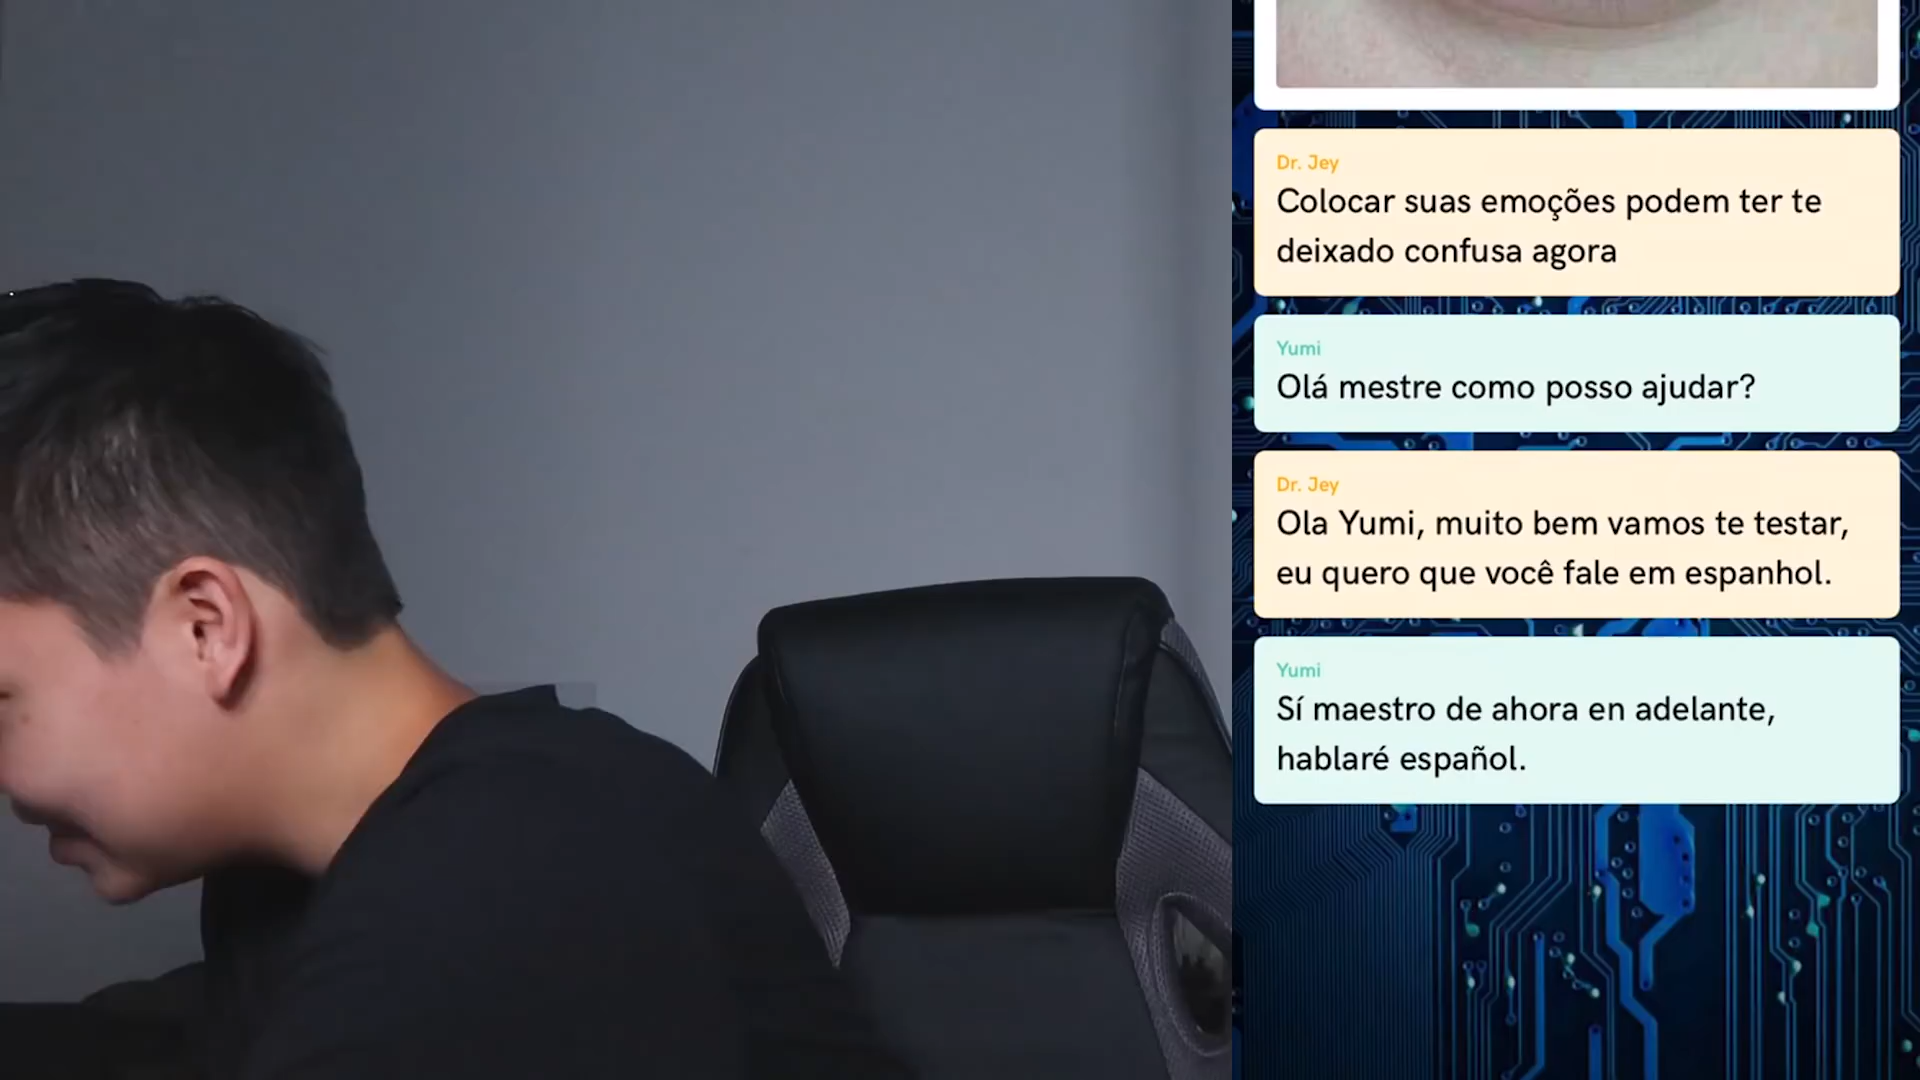 Dr. Jey
Colocar suas emoções podem ter te
deixado confusa agora
Yumi
Olá mestre como posso ajudar?
Dr. Jey
Ola Yumi, muito bem vamos te testar,
eu quero que você fale em espanhol.
Yumi
Sí maestro de ahora en adelante,
hablaré español.